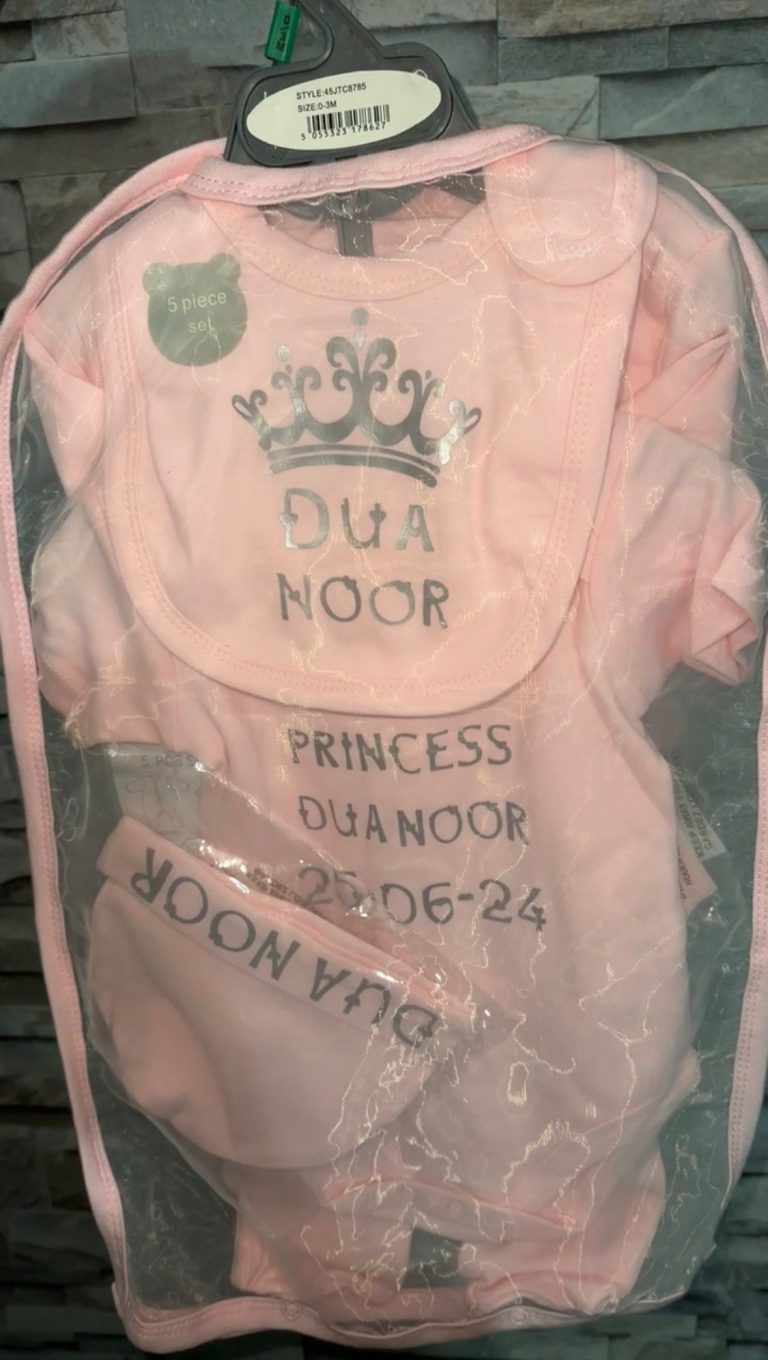 STYLE:45JTC8785
SIZE:0-3M
5 055323 178627
5 piece
set
DUA
NOOR
PRINCESS
DUA NOOR
25-06-24
DUA NOOR